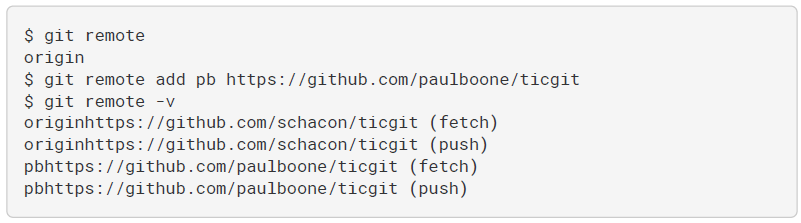 $ git remote
origin
$ git remote add pb https://github.com/paulboone/ticgit
$ git remote -v
originhttps://github.com/schacon/ticgit (fetch)
originhttps://github.com/schacon/ticgit (push)
pbhttps://github.com/paulboone/ticgit (fetch)
pbhttps://github.com/paulboone/ticgit (push)